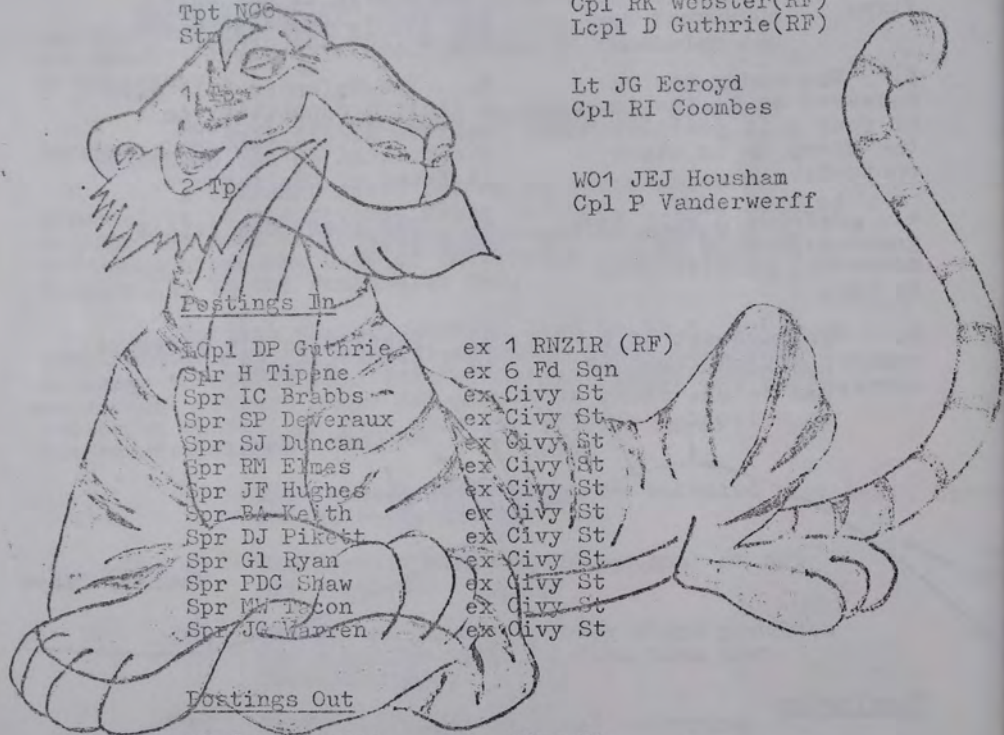 Tpt NCO Cpl RK Webster(RF)
Lcpl D Guthrie(RF)
Lt JG Ecroyd
Cpl RI Coombes
2 Tp WO1 JEJ Housham
Cpl P Vanderwerff
Postings In
LCpl DP Guthrie ex 1 RNZIR (RF)
Spr H Tipene ex 6 Fd Sqn
Spr IC Brabbs ex Civy St
Spr SP DeVeraux ex Civy St
Spr SJ Duncan ex Civy St
Spr RM Elmes ex Civy St
Spr JF Hughes ex Civy St
Spr BA Keith ex Civy St
Spr DJ Pikett ex Civy St
Spr Gl Ryan ex Civy St
Spr PDC Shaw ex Civy St
Spr MW Tacon ex Civy St
Spr JG Warren ex Civy St
Postings Out